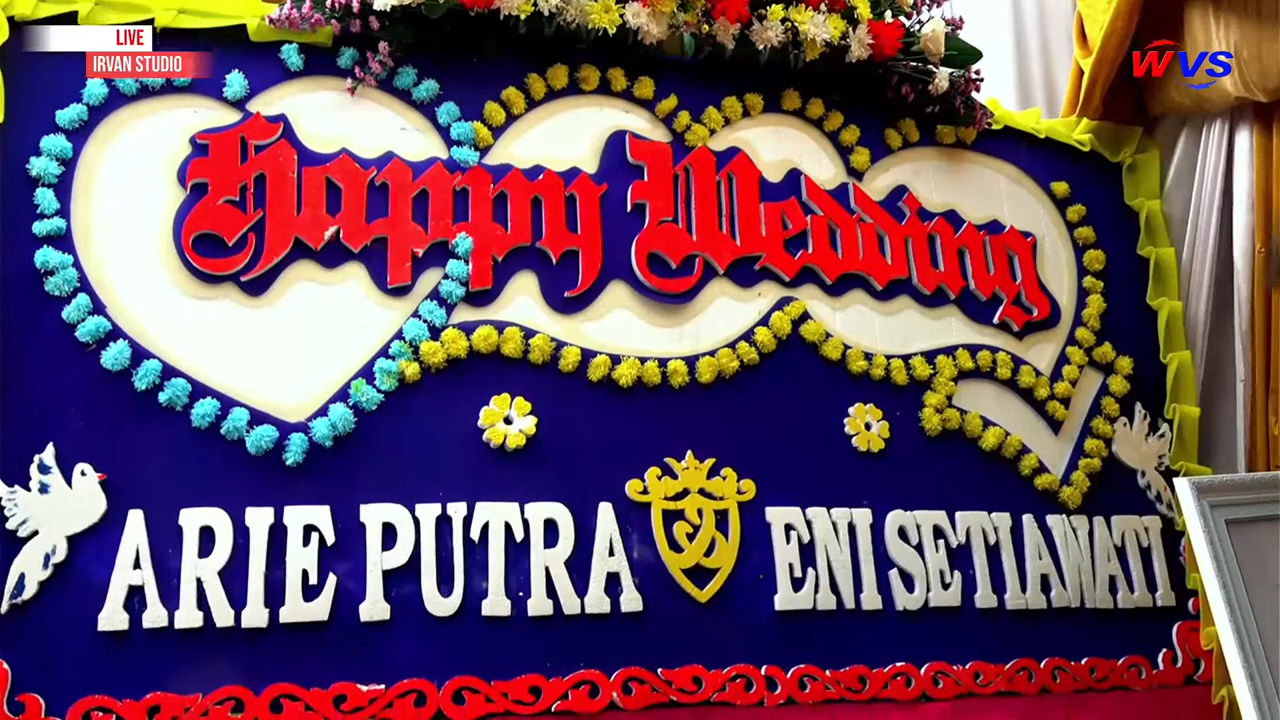 LIVE
IRVAN STUDIO
WVS
Happy Wedding
ARIE PUTRA ENI SETIAWATI